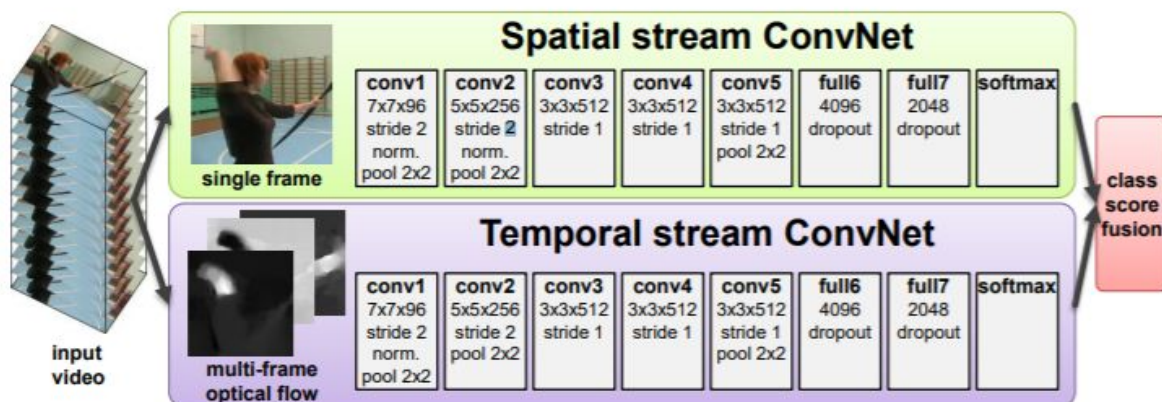 Spatial stream ConvNet
single frame
conv1
7x7x96
stride 2
norm.
pool 2x2
conv2
5x5x256
stride 2
norm.
pool 2x2
conv3
3x3x512
stride 1
conv4
3x3x512
stride 1
conv5
3x3x512
stride 1
pool 2x2
full6
4096
dropout
full7
2048
dropout
softmax
Temporal stream ConvNet
multi-frame
optical flow
conv1
7x7x96
stride 2
norm.
pool 2x2
conv2
5x5x256
stride 2
pool 2x2
conv3
3x3x512
stride 1
conv4
3x3x512
stride 1
conv5
3x3x512
stride 1
pool 2x2
full6
4096
dropout
full7
2048
dropout
softmax
input
video
class
score
fusion